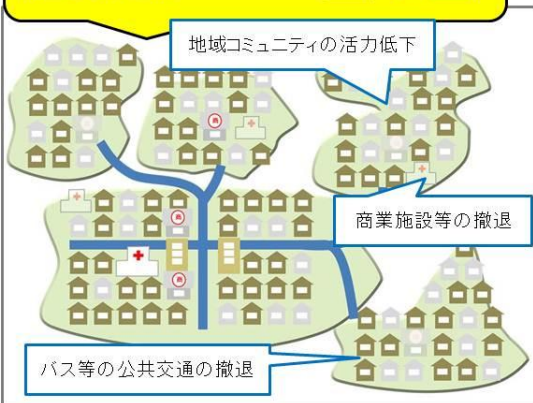 地域コミュニティの活力低下
商業施設等の撤退
バス等の公共交通の撤退